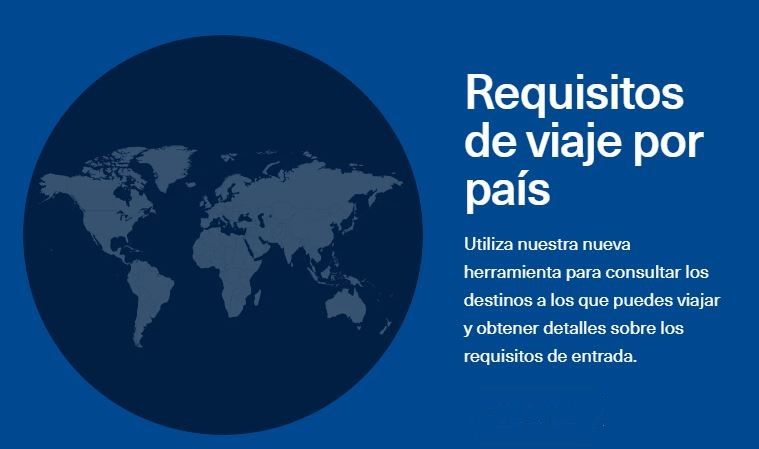 Requisitos
de viaje por
país
Utiliza nuestra nueva
herramienta para consultar los
destinos a los que puedes viajar
y obtener detalles sobre los
requisitos de entrada.